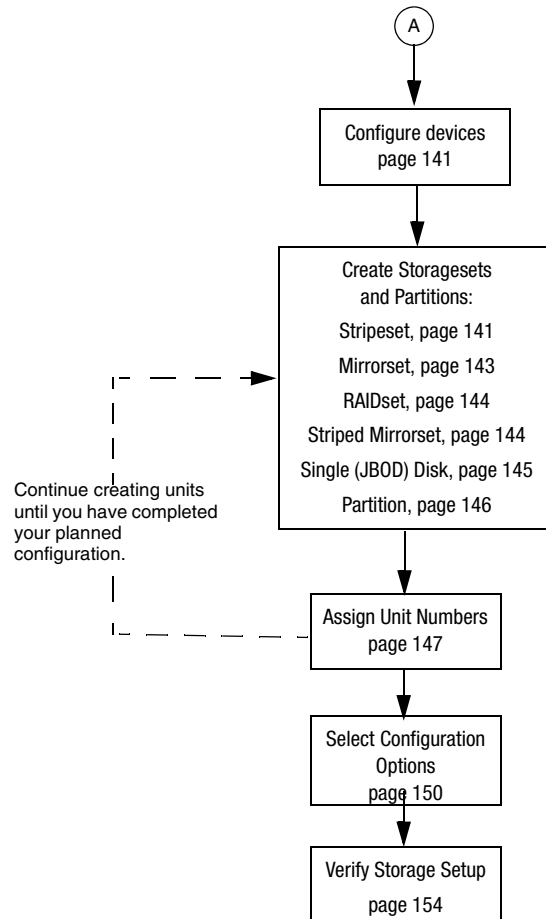 A
Configure devices
page 141
Create Storagesets
and Partitions:
Stripeset, page 141
Mirrorset, page 143
RAIDset, page 144
Striped Mirrorset, page 144
Single (JBOD) Disk, page 145
Partition, page 146
Continue creating units
until you have completed
your planned
configuration.
Assign Unit Numbers
page 147
Select Configuration
Options
page 150
Verify Storage Setup
page 154